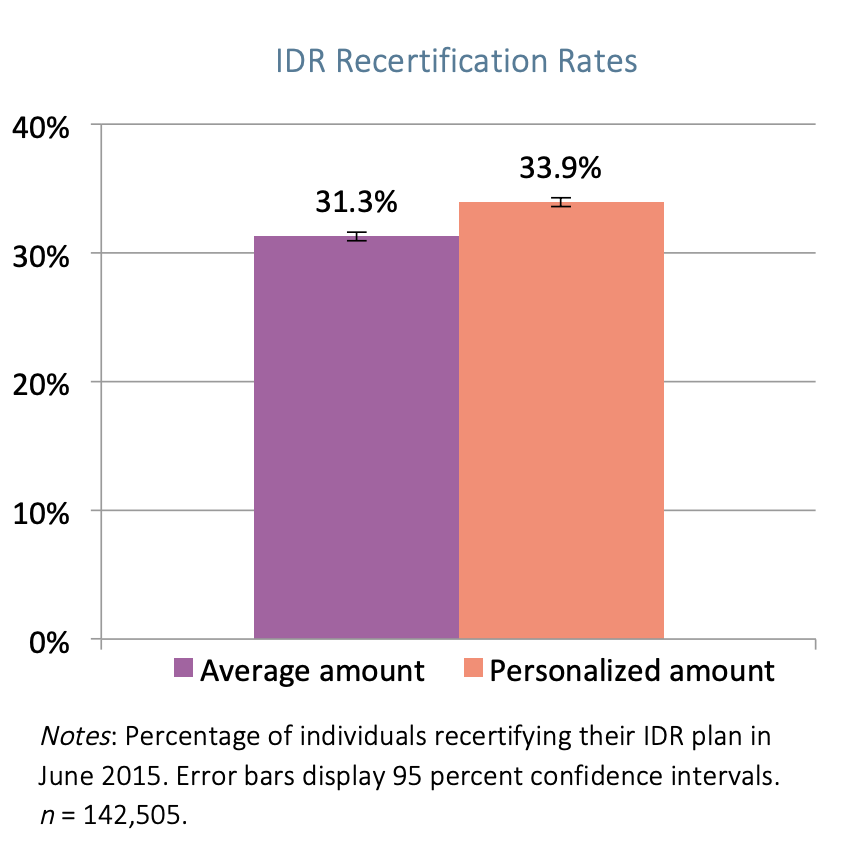 IDR Recertification Rates
40%
33.9%
31.3%
30%
20%
10%
0%
Average amount Personalized amount
Notes: Percentage of individuals recertifying their IDR plan in
June 2015. Error bars display 95 percent confidence intervals.
n = 142,505.